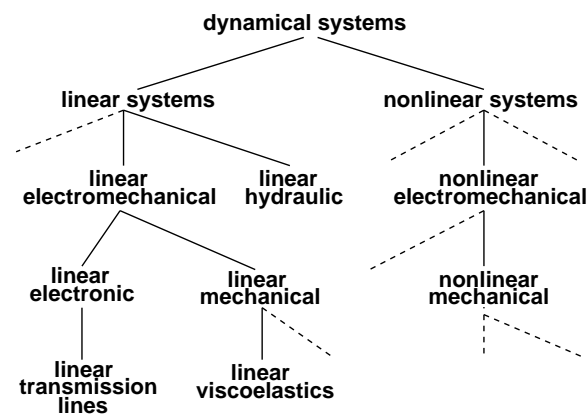 dynamical systems
linear systems
nonlinear systems
linear
electromechanical
linear
hydraulic
nonlinear
electromechanical
linear
electronic
linear
mechanical
nonlinear
mechanical
linear
transmission
lines
linear
viscoelastics